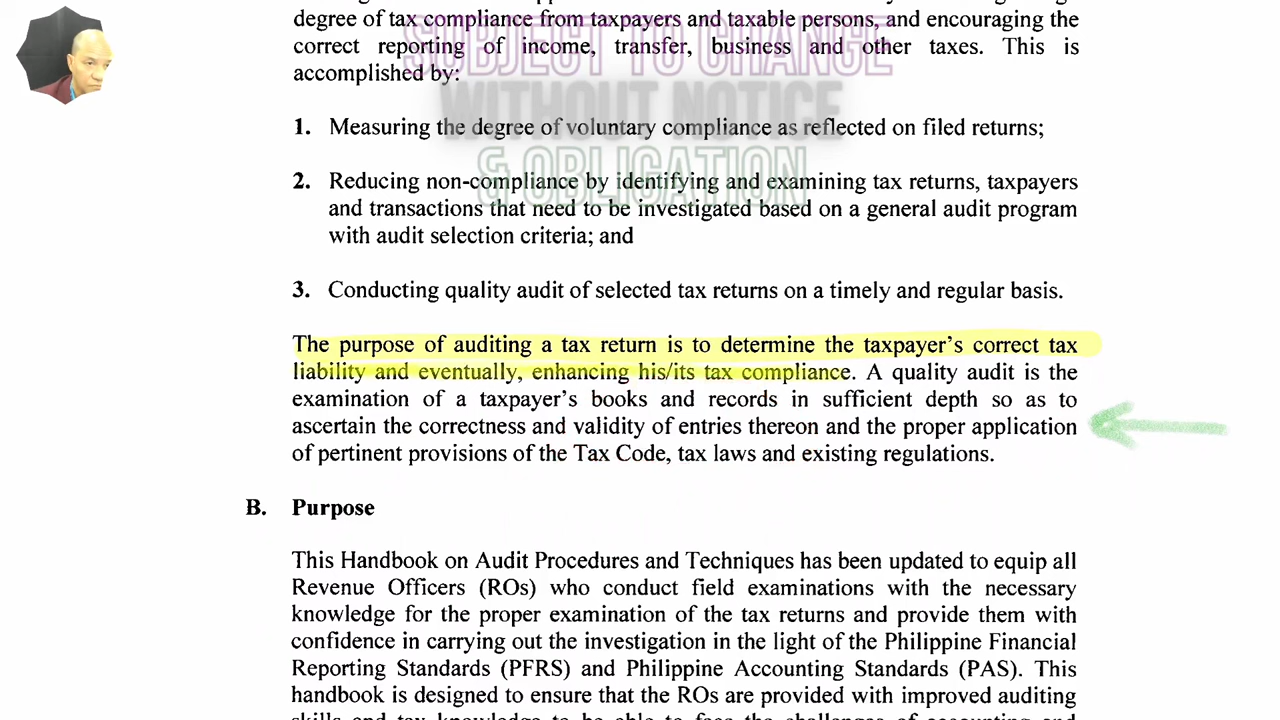 degree of tax compliance from taxpayers and taxable persons, and encouraging the
correct reporting of income, transfer, business and other taxes. This is
accomplished by:
SUBJECT TO CHANGE
WITHOUT NOTICE
& OBLIGATION
1. Measuring the degree of voluntary compliance as reflected on filed returns;
2. Reducing non-compliance by identifying and examining tax returns, taxpayers
and transactions that need to be investigated based on a general audit program
with audit selection criteria; and
3. Conducting quality audit of selected tax returns on a timely and regular basis.
The purpose of auditing a tax return is to determine the taxpayer's correct tax
liability and eventually, enhancing his/its tax compliance. A quality audit is the
examination of a taxpayer's books and records in sufficient depth so as to
ascertain the correctness and validity of entries thereon and the proper application
of pertinent provisions of the Tax Code, tax laws and existing regulations.
B. Purpose
This Handbook on Audit Procedures and Techniques has been updated to equip all
Revenue Officers (ROs) who conduct field examinations with the necessary
knowledge for the proper examination of the tax returns and provide them with
confidence in carrying out the investigation in the light of the Philippine Financial
Reporting Standards (PFRS) and Philippine Accounting Standards (PAS). This
handbook is designed to ensure that the ROs are provided with improved auditing